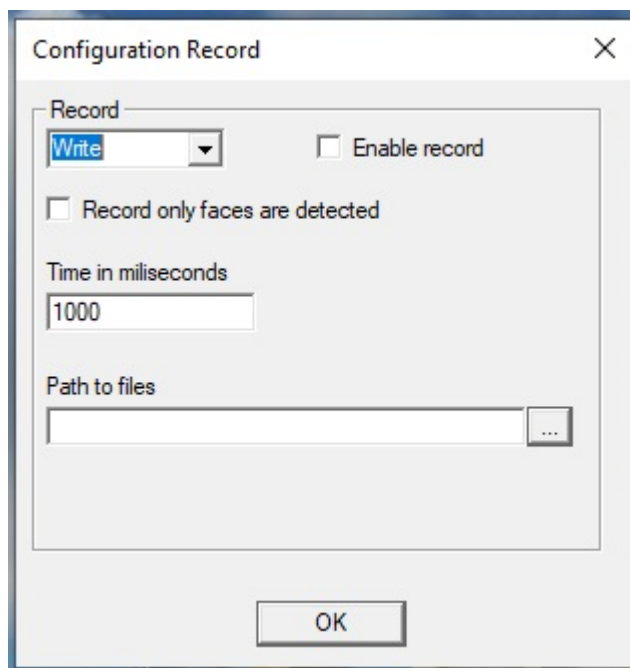 Configuration Record
Record
Write
Enable record
Record only faces are detected
Time in miliseconds
1000
Path to files
...
OK